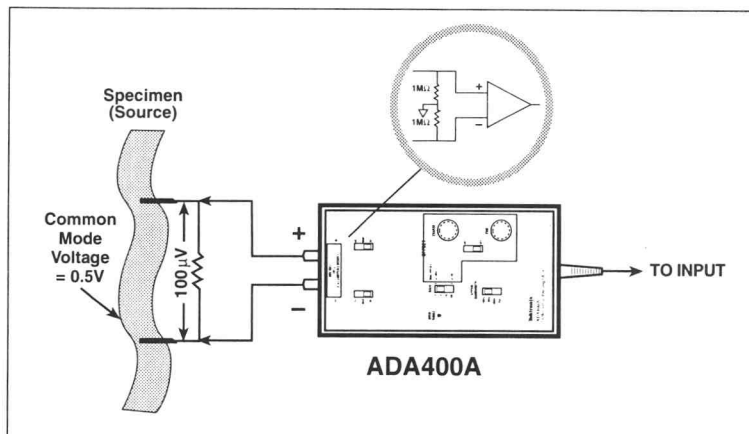 Specimen
(Source)
Common
Mode
Voltage
= 0.5V
100 µV
+
−
1MΩ
1MΩ
+
−
TO INPUT
ADA400A